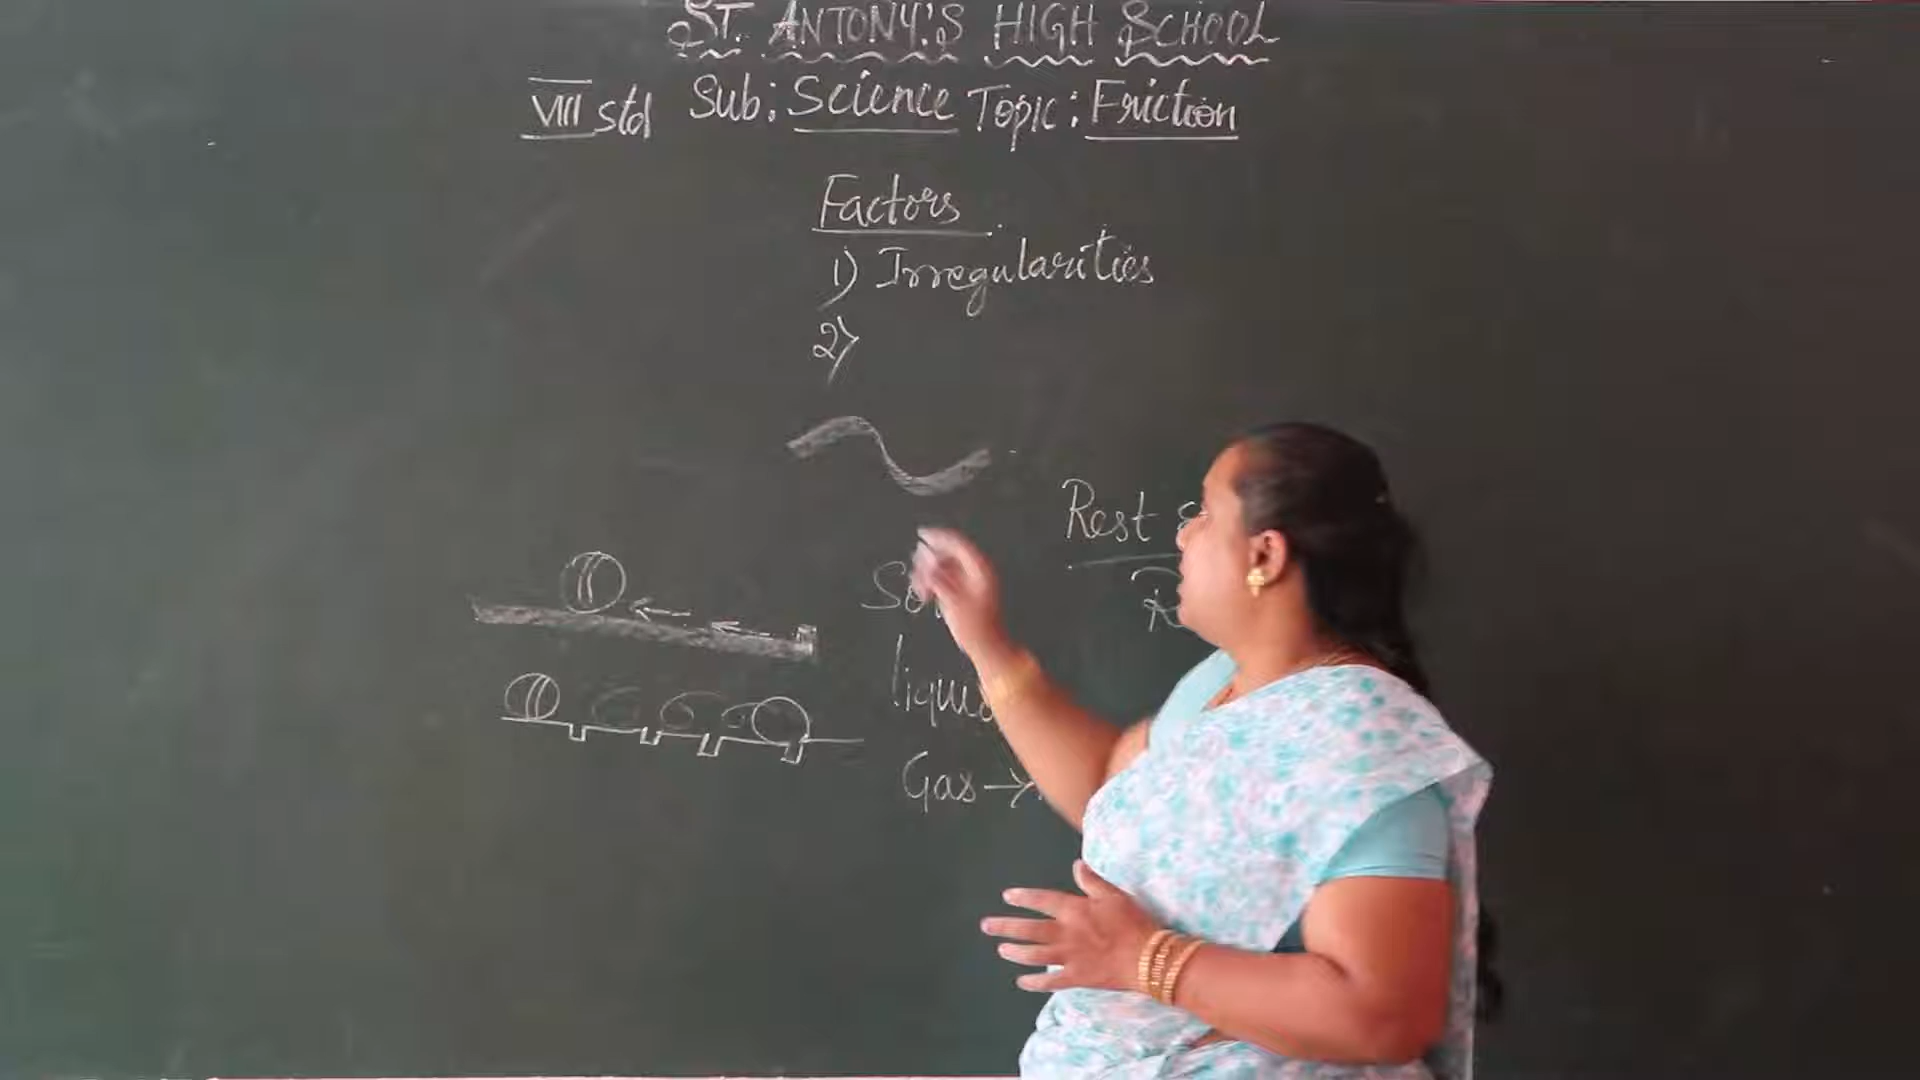 ST. ANTONY'S HIGH SCHOOL
VIII std Sub: Science Topic: Friction
Factors
1) Irregularities
2)
Rest
Gas →